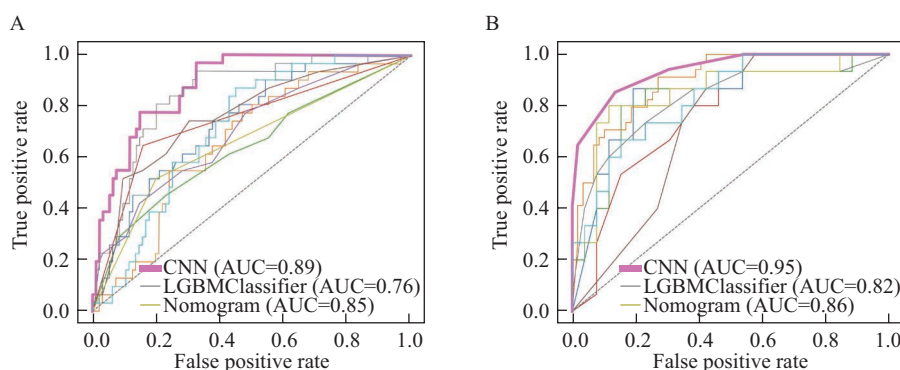 A
1.0
0.8
0.6
0.4
0.2
0.0
True positive rate
CNN (AUC=0.89)
LGBMClassifier (AUC=0.76)
Nomogram (AUC=0.85)
0.0 0.2 0.4 0.6 0.8 1.0
False positive rate
B
1.0
0.8
0.6
0.4
0.2
0.0
True positive rate
CNN (AUC=0.95)
LGBMClassifier (AUC=0.82)
Nomogram (AUC=0.86)
0.0 0.2 0.4 0.6 0.8 1.0
False positive rate